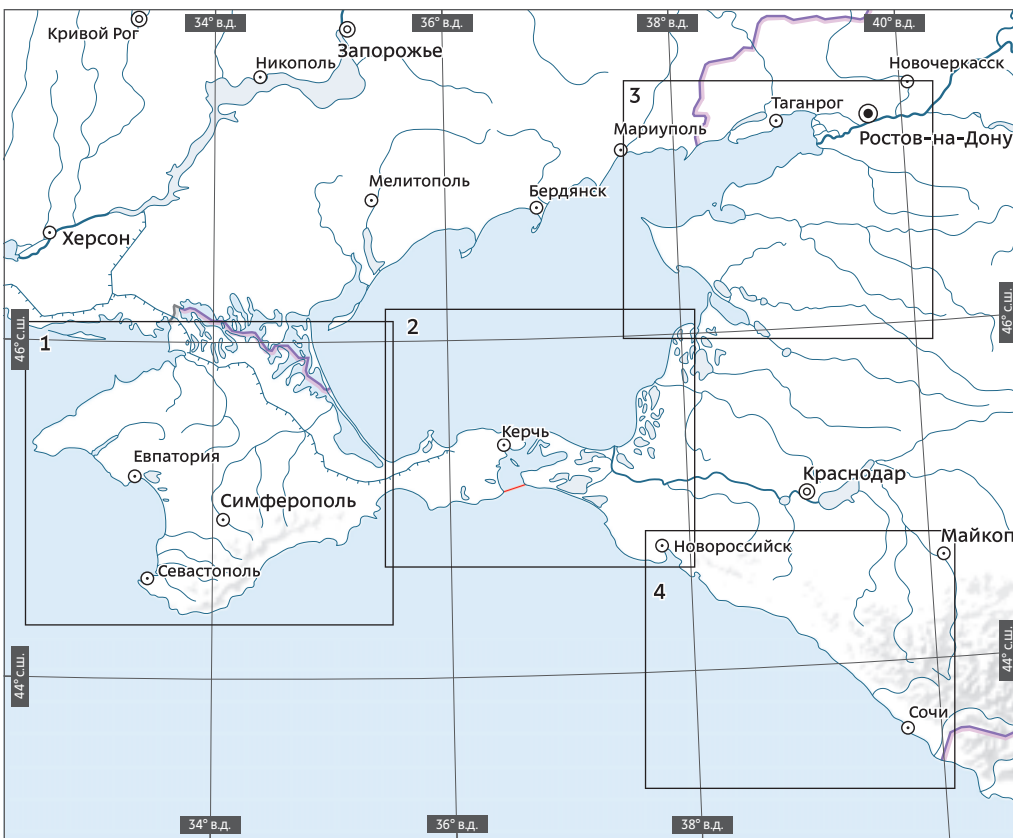 34° в.д.
36° в.д.
38° в.д.
40° в.д.
Кривой Рог
Запорожье
Никополь
Новочеркасск
3
Таганрог
Мариуполь
Ростов-на-Дону
Мелитополь
Бердянск
Херсон
46° с.ш.
46° с.ш.
1
2
Керчь
Евпатория
Краснодар
Симферополь
Майкоп
Новороссийск
Севастополь
4
44° с.ш.
44° с.ш.
Сочи
34° в.д.
36° в.д.
38° в.д.